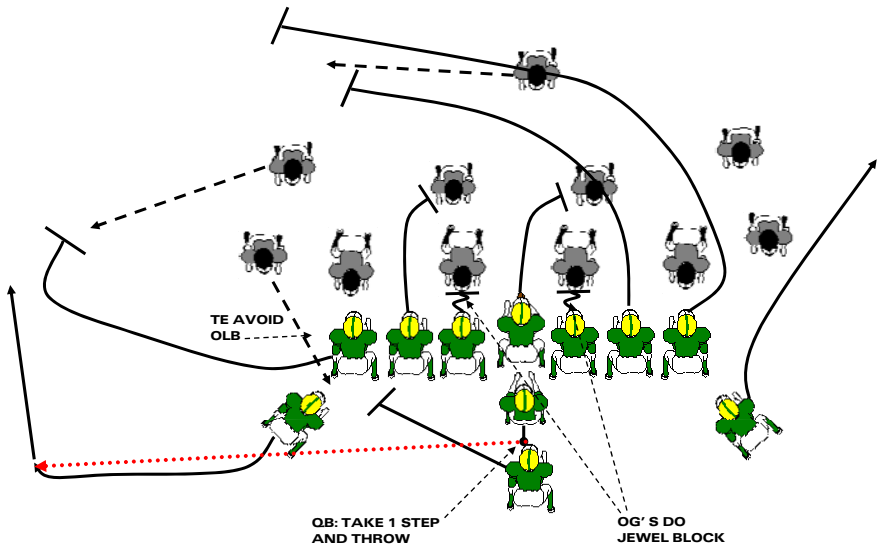 TE AVOID
OLB
QB: TAKE 1 STEP
AND THROW
OG' S DO
JEWEL BLOCK